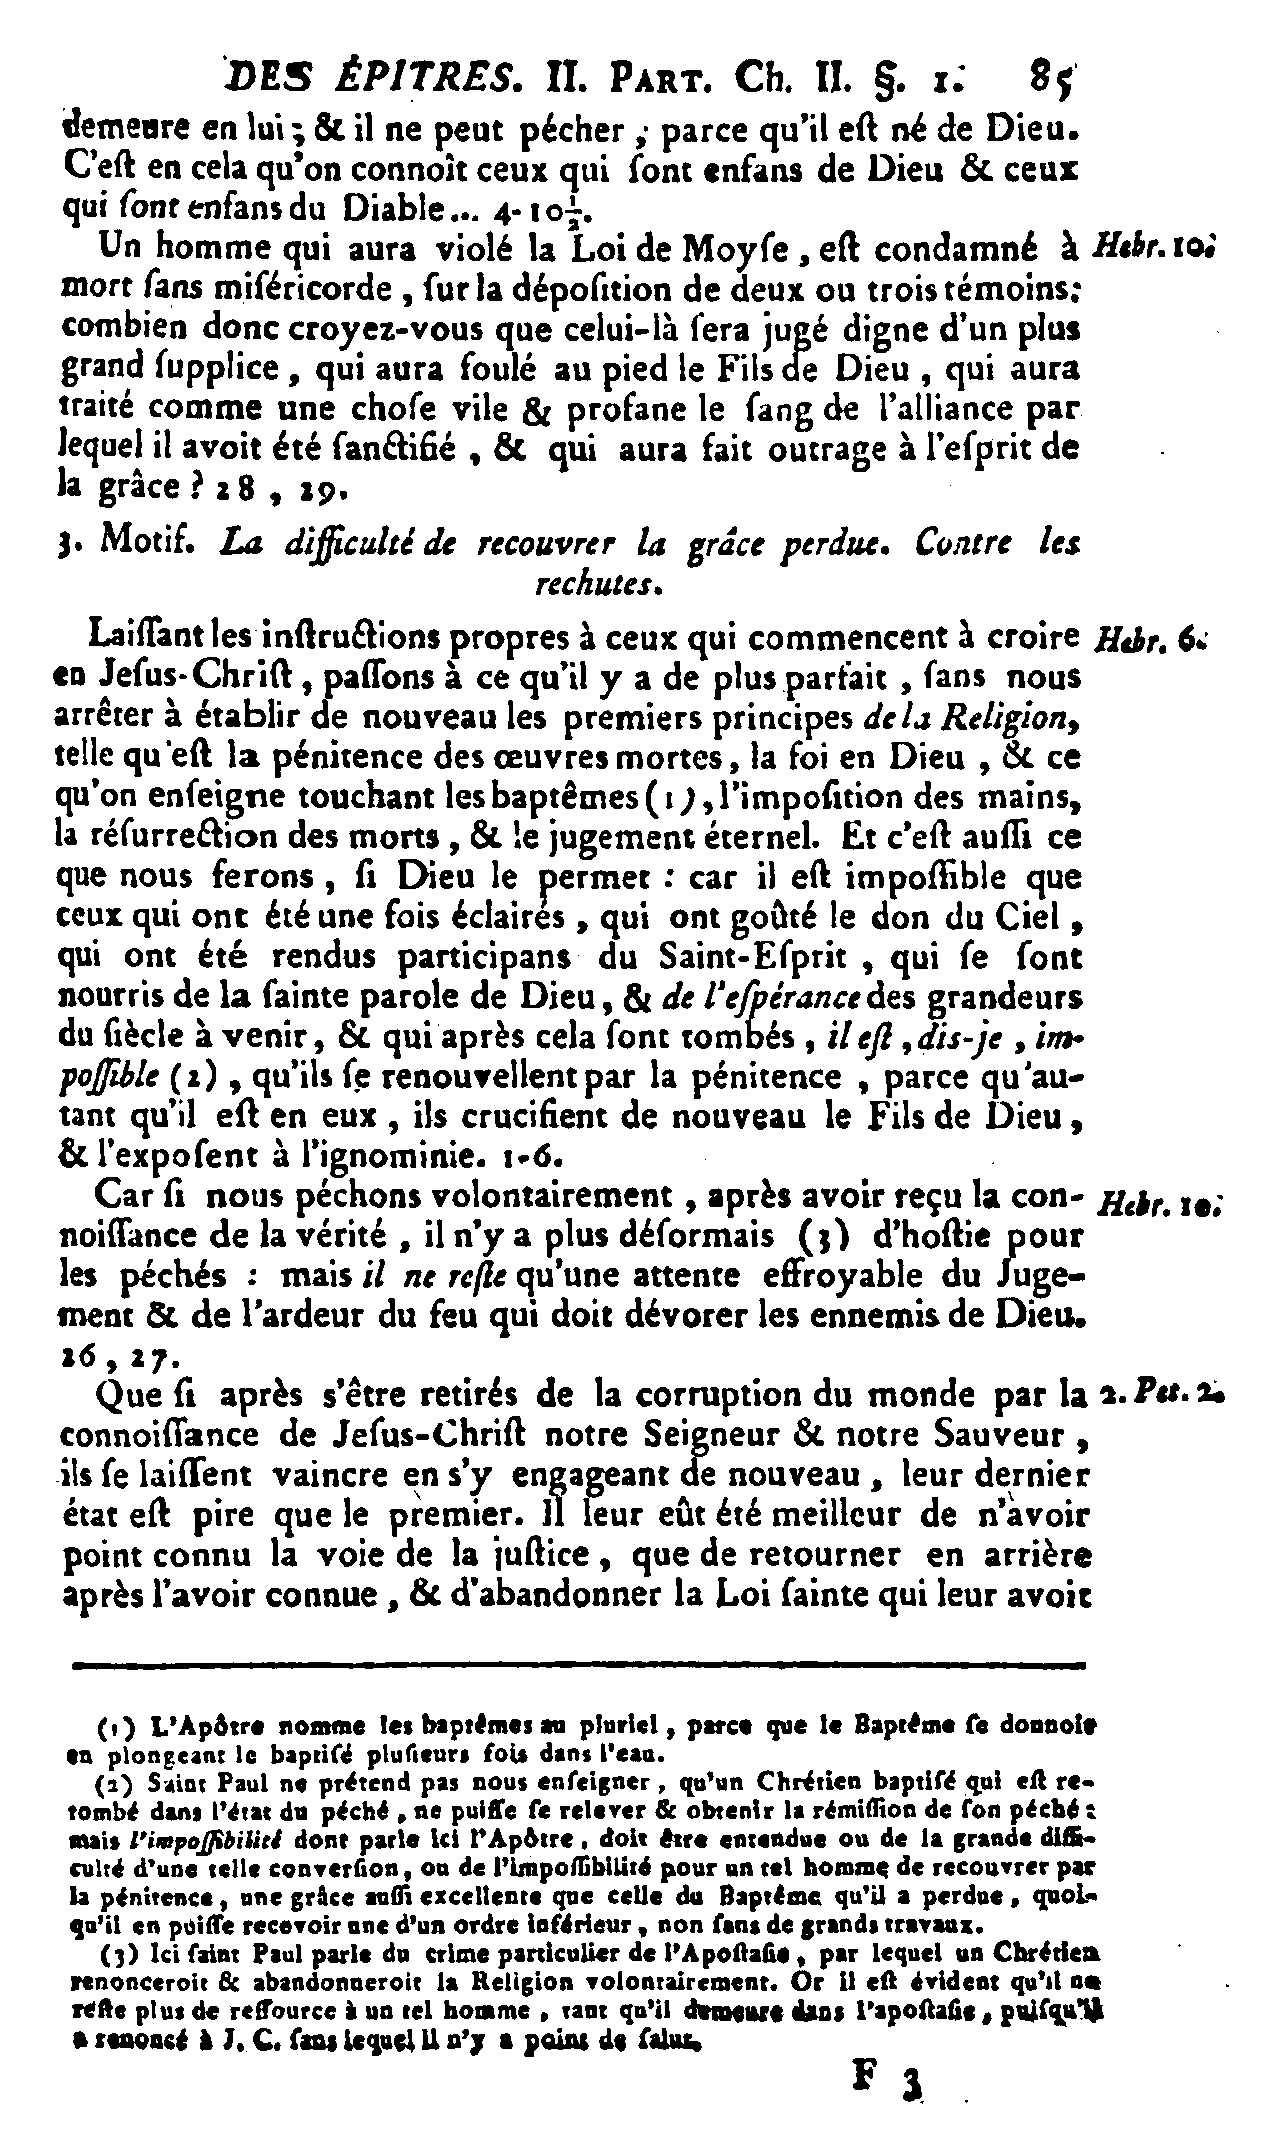 DES ÉPITRES. II. PART. Ch. II. §. 1. 85
demeure en lui ; & il ne peut pécher , parce qu'il eſt né de Dieu.
C'eſt en cela qu'on connoît ceux qui ſont enfans de Dieu & ceux
qui ſont enfans du Diable... 4-10½.
Un homme qui aura violé la Loi de Moyſe , eſt condamné à Hebr. 10.
mort ſans miſéricorde , ſur la dépoſition de deux ou trois témoins;
combien donc croyez-vous que celui-là ſera jugé digne d'un plus
grand ſupplice , qui aura foulé au pied le Fils de Dieu , qui aura
traité comme une choſe vile & profane le ſang de l'alliance par
lequel il avoit été ſanctifié , & qui aura fait outrage à l'eſprit de
la grâce ? 28 , 29.
3. Motif. La difficulté de recouvrer la grâce perdue. Contre les
rechutes.
Laiſſant les inſtructions propres à ceux qui commencent à croire Hebr. 6.
en Jeſus-Chriſt , paſſons à ce qu'il y a de plus parfait , ſans nous
arrêter à établir de nouveau les premiers principes de la Religion,
telle qu'eſt la pénitence des œuvres mortes, la foi en Dieu , & ce
qu'on enſeigne touchant les baptêmes (1), l'impoſition des mains,
la réſurrection des morts , & le jugement éternel. Et c'eſt auſſi ce
que nous ferons , ſi Dieu le permet : car il eſt impoſſible que
ceux qui ont été une fois éclairés , qui ont goûté le don du Ciel ,
qui ont été rendus participans du Saint-Eſprit , qui ſe ſont
nourris de la ſainte parole de Dieu, & de l'eſpérance des grandeurs
du ſiècle à venir, & qui après cela ſont tombés , il eſt , dis-je , im-
poſſible (2) , qu'ils ſe renouvellent par la pénitence , parce qu'au-
tant qu'il eſt en eux , ils crucifient de nouveau le Fils de Dieu ,
& l'expoſent à l'ignominie. 1-6.
Car ſi nous péchons volontairement , après avoir reçu la con- Hebr. 10.
noiſſance de la vérité , il n'y a plus déſormais (3) d'hoſtie pour
les péchés : mais il ne reſte qu'une attente effroyable du Juge-
ment & de l'ardeur du feu qui doit dévorer les ennemis de Dieu.
26 , 27.
Que ſi après s'être retirés de la corruption du monde par la 2. Pet. 2.
connoiſſance de Jeſus-Chriſt notre Seigneur & notre Sauveur ,
ils ſe laiſſent vaincre en s'y engageant de nouveau , leur dernier
état eſt pire que le premier. Il leur eût été meilleur de n'avoir
point connu la voie de la juſtice , que de retourner en arrière
après l'avoir connue , & d'abandonner la Loi ſainte qui leur avoit
(1) L'Apôtre nomme les baptêmes au pluriel , parce que le Baptême ſe donnoit
en plongeant le baptiſé pluſieurs fois dans l'eau.
(2) Saint Paul ne prétend pas nous enſeigner , qu'un Chrétien baptiſé qui eſt re-
tombé dans l'état du péché , ne puiſſe ſe relever & obtenir la rémiſſion de ſon péché :
mais l'impoſſibilité dont parle ici l'Apôtre , doit être entendue ou de la grande diffi-
culté d'une telle converſion, ou de l'impoſſibilité pour un tel homme de recouvrer par
la pénitence, une grâce auſſi excellente que celle du Baptême qu'il a perdue , quoi-
qu'il en puiſſe recevoir une d'un ordre inférieur , non ſans de grands travaux.
(3) Ici ſaint Paul parle du crime particulier de l'Apoſtaſie, par lequel un Chrétien
renonceroit & abandonneroit la Religion volontairement. Or il eſt évident qu'il ne
reſte plus de reſſource à un tel homme , tant qu'il demeure dans l'apoſtaſie , puiſqu'il
a renoncé à J. C. ſans lequel il n'y a point de ſalut.
F 3